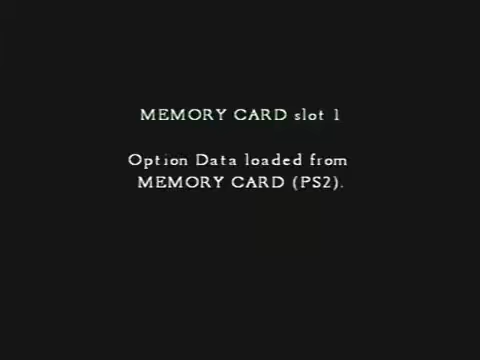 MEMORY CARD slot 1
Option Data loaded from
MEMORY CARD (PS2).